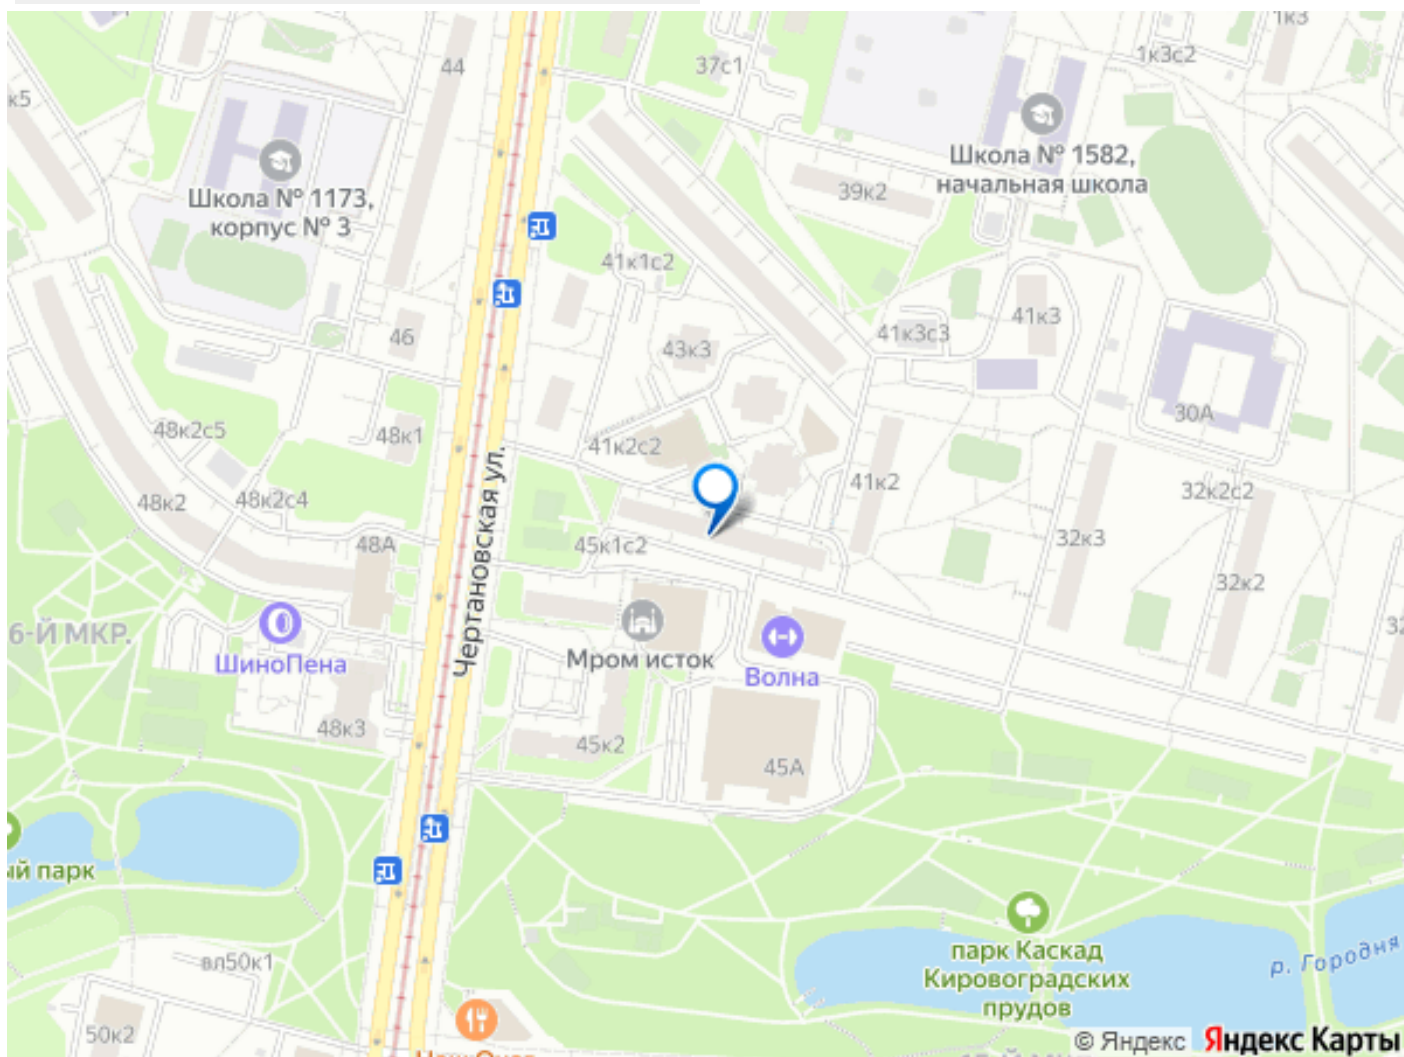 1к3
44
37с1
1к3с2
к5
Школа № 1582,
начальная школа
Школа № 1173,
корпус № 3
39к2
41к1с2
41к3
46
43к3
41к3с3
30А
48к2с5
48к1
41к2с2
41к2
32к2с2
48к2
48к2с4
48А
45к1с2
32к3
32к2
Чертановская ул.
6-Й МКР.
32
ШиноПена
Мром исток
Волна
48к3
45к2
45А
ый парк
парк Каскад
Кировоградских
прудов
р. Городня
вл50к1
50к2
© Яндекс Яндекс Карты